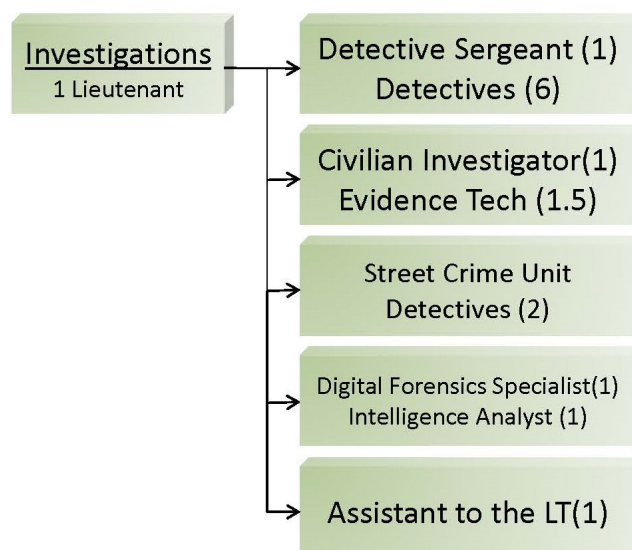 Investigations
1 Lieutenant
Detective Sergeant (1)
Detectives (6)
Civilian Investigator(1)
Evidence Tech (1.5)
Street Crime Unit
Detectives (2)
Digital Forensics Specialist(1)
Intelligence Analyst (1)
Assistant to the LT(1)